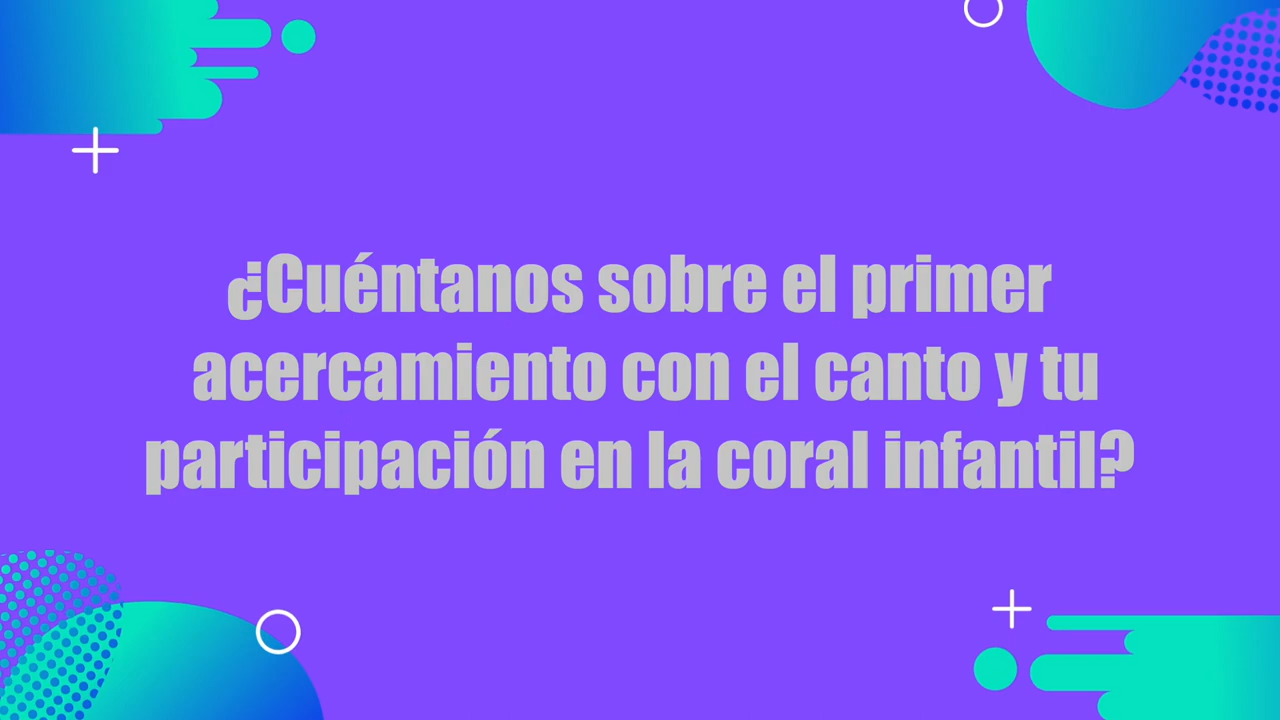 ¿Cuéntanos sobre el primer
acercamiento con el canto y tu
participación en la coral infantil?